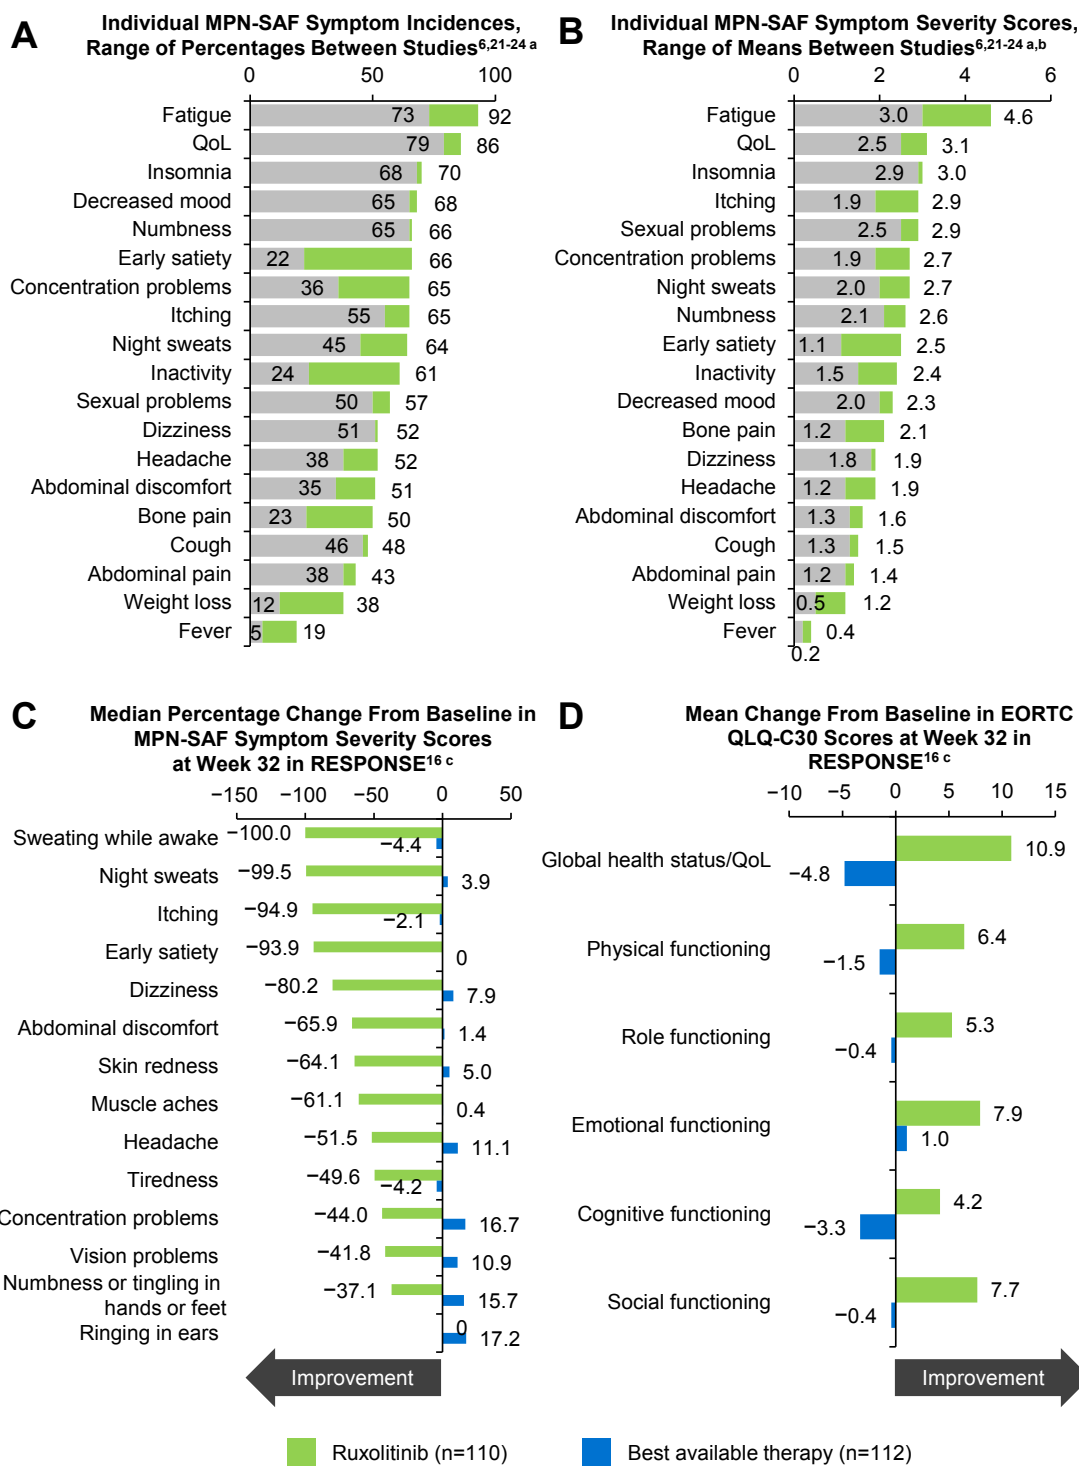 A
Individual MPN-SAF Symptom Incidences,
Range of Percentages Between Studies6,21-24 a
0 50 100
Fatigue 73 92
QoL 79 86
Insomnia 68 70
Decreased mood 65 68
Numbness 65 66
Early satiety 22 66
Concentration problems 36 65
Itching 55 65
Night sweats 45 64
Inactivity 24 61
Sexual problems 50 57
Dizziness 51 52
Headache 38 52
Abdominal discomfort 35 51
Bone pain 23 50
Cough 46 48
Abdominal pain 38 43
Weight loss 12 38
Fever 5 19
B
Individual MPN-SAF Symptom Severity Scores,
Range of Means Between Studies6,21-24 a,b
0 2 4 6
Fatigue 3.0 4.6
QoL 2.5 3.1
Insomnia 2.9 3.0
Itching 1.9 2.9
Sexual problems 2.5 2.9
Concentration problems 1.9 2.7
Night sweats 2.0 2.7
Numbness 2.1 2.6
Early satiety 1.1 2.5
Inactivity 1.5 2.4
Decreased mood 2.0 2.3
Bone pain 1.2 2.1
Dizziness 1.8 1.9
Headache 1.2 1.9
Abdominal discomfort 1.3 1.6
Cough 1.3 1.5
Abdominal pain 1.2 1.4
Weight loss 0.5 1.2
Fever 0.4
0.2
C
Median Percentage Change From Baseline in
MPN-SAF Symptom Severity Scores
at Week 32 in RESPONSE16 c
−150 −100 −50 0 50
Sweating while awake −100.0 −4.4
Night sweats −99.5 3.9
Itching −94.9 −2.1
Early satiety −93.9 0
Dizziness −80.2 7.9
Abdominal discomfort −65.9 1.4
Skin redness −64.1 5.0
Muscle aches −61.1 0.4
Headache −51.5 11.1
Tiredness −49.6 −4.2
Concentration problems −44.0 16.7
Vision problems −41.8 10.9
Numbness or tingling in −37.1
hands or feet 15.7
Ringing in ears 0 17.2
Improvement
D
Mean Change From Baseline in EORTC
QLQ-C30 Scores at Week 32 in
RESPONSE16 c
−10 −5 0 5 10 15
Global health status/QoL 10.9 −4.8
Physical functioning 6.4 −1.5
Role functioning 5.3 −0.4
Emotional functioning 7.9 1.0
Cognitive functioning 4.2 −3.3
Social functioning 7.7 −0.4
Improvement
Ruxolitinib (n=110) Best available therapy (n=112)